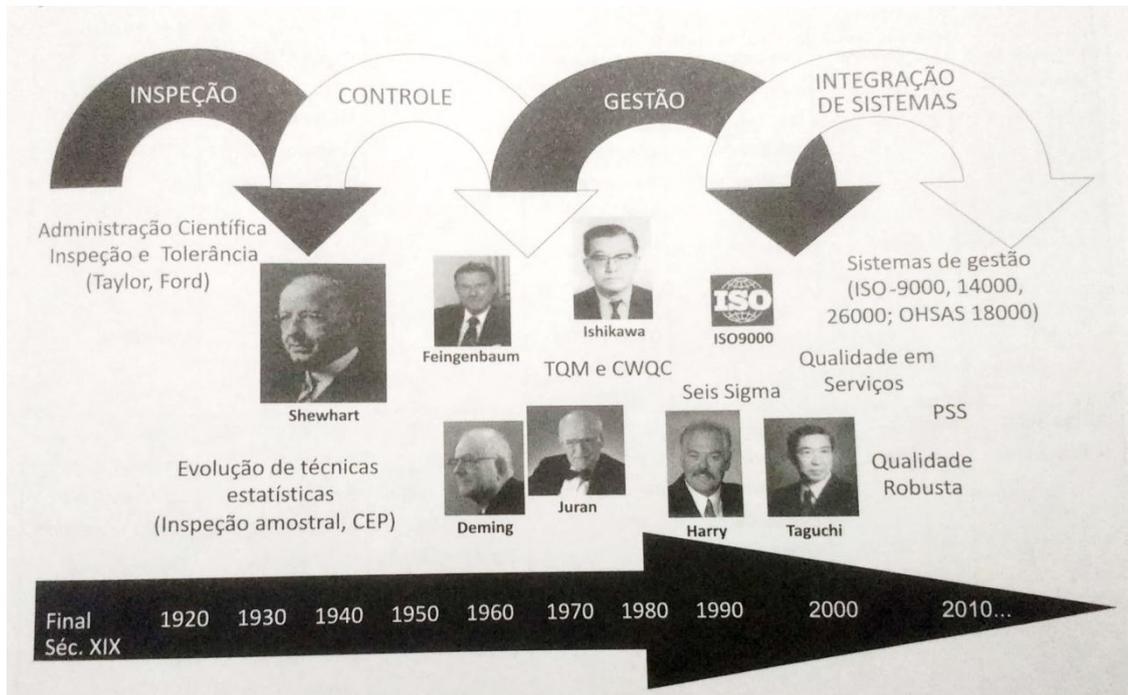 INSPEÇÃO
CONTROLE
GESTÃO
INTEGRAÇÃO
DE SISTEMAS
Administração Científica
Inspeção e Tolerância
(Taylor, Ford)
Shewhart
Feingenbaum
Ishikawa
ISO
ISO9000
Sistemas de gestão
(ISO-9000, 14000,
26000; OHSAS 18000)
TQM e CWQC
Qualidade em
Serviços
Seis Sigma
PSS
Evolução de técnicas
estatísticas
(Inspeção amostral, CEP)
Deming
Juran
Harry
Taguchi
Qualidade
Robusta
Final
Séc. XIX
1920 1930 1940 1950 1960 1970 1980 1990 2000 2010...